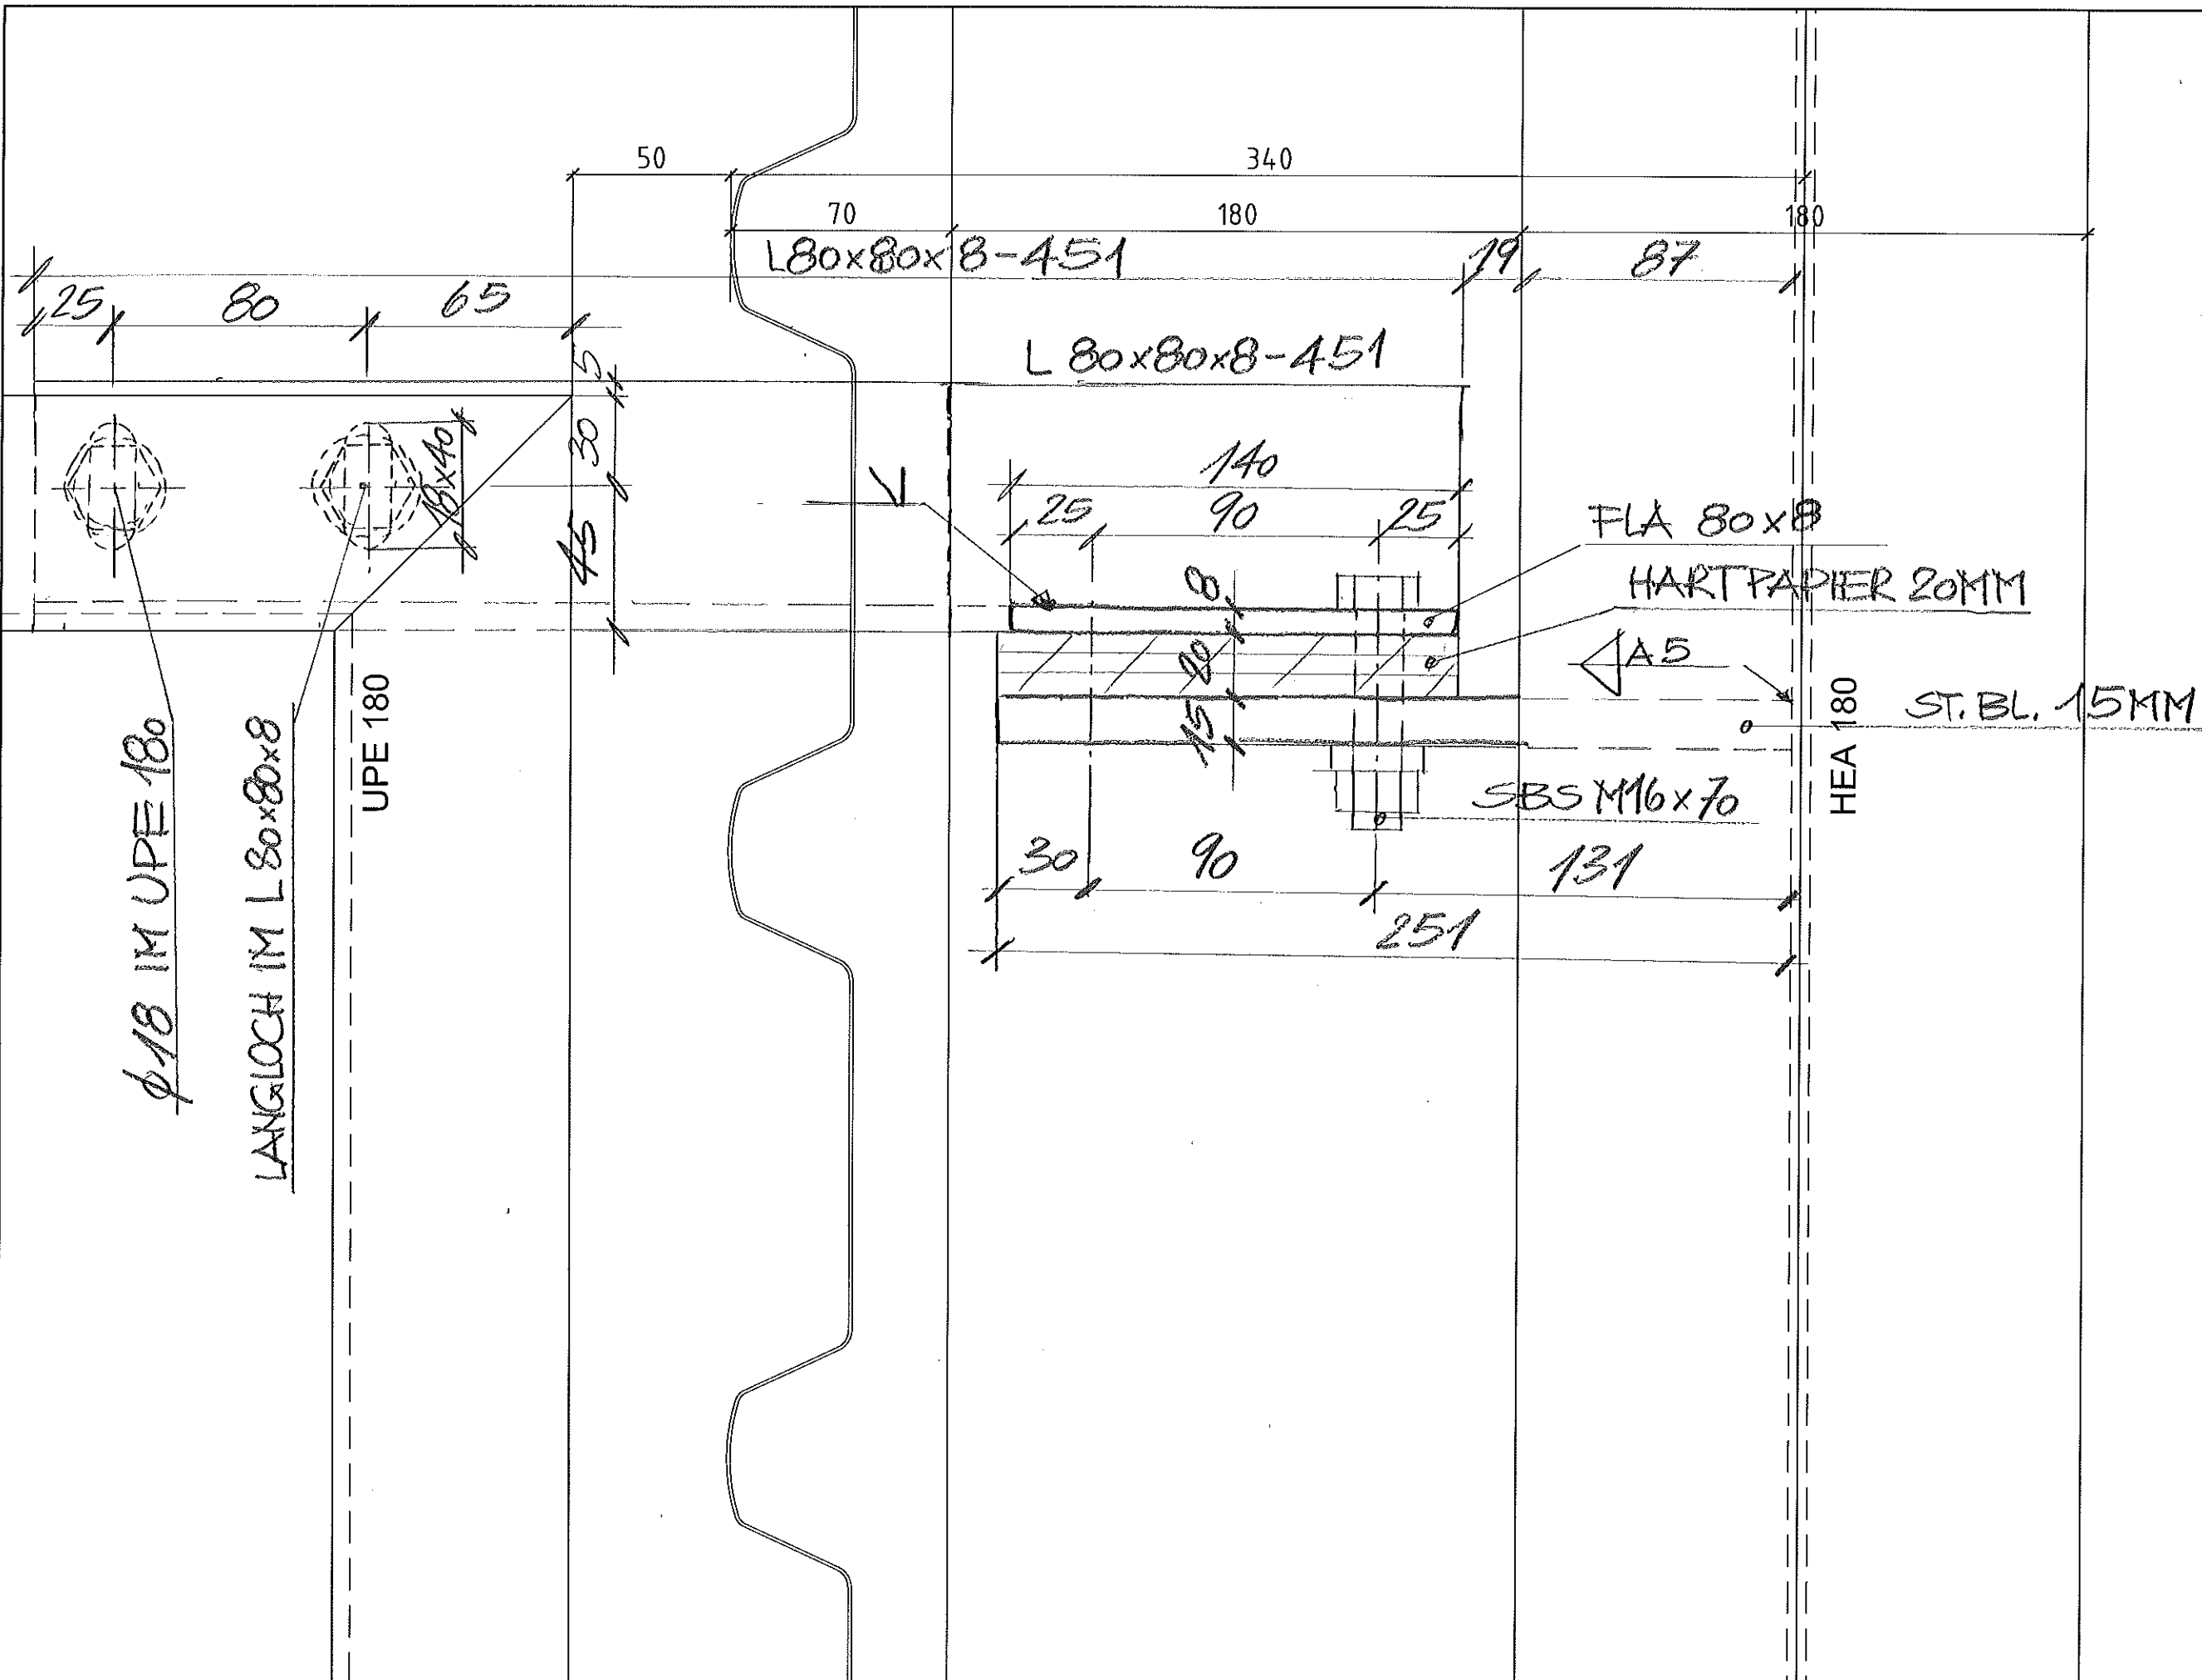 50
340
70
180
180
L80x80x8-451
19
87
25
80
65
5
L 80x80x8-451
30
18x40
45
140
25
90
25
FLA 80x8
8
HARTPAPIER 20MM
20
A5
15
ST. BL. 15MM
UPE 180
HEA 180
SBS M16x70
ϕ18 IM UPE 180
LANGLOCH IM L 80x80x8
30
90
131
251